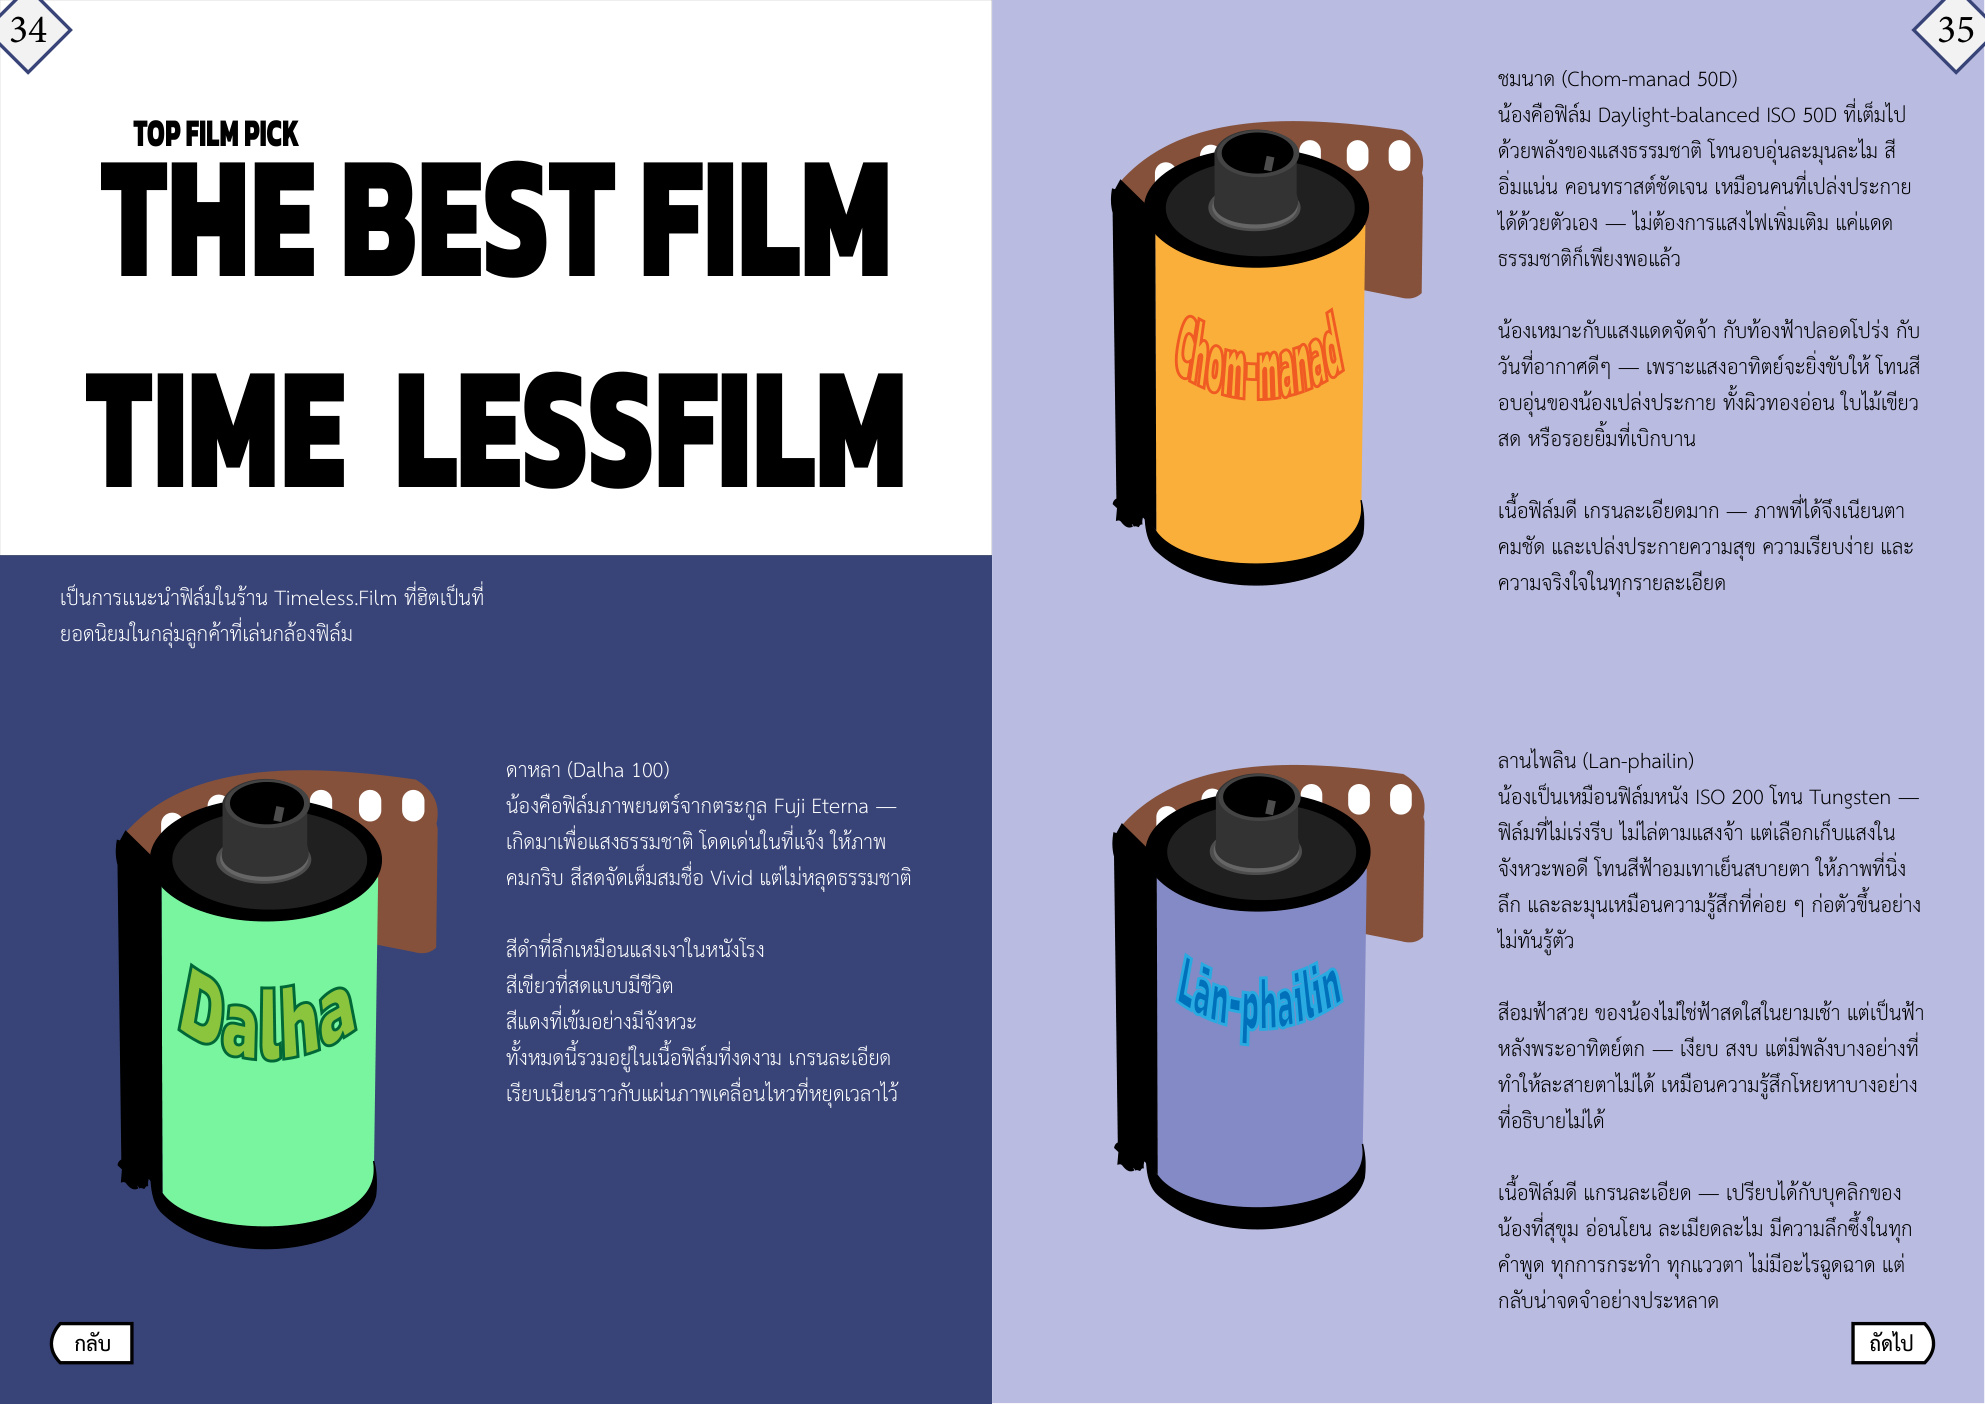 34
TOP FILM PICK
THE BEST FILM
TIME LESSFILM
เป็นการแนะนำฟิล์มในร้าน Timeless.Film ที่ฮิตเป็นที่
ยอดนิยมในกลุ่มลูกค้าที่เล่นกล้องฟิล์ม
Dalha
ดาหลา (Dalha 100)
น้องคือฟิล์มภาพยนตร์จากตระกูล Fuji Eterna —
เกิดมาเพื่อแสงธรรมชาติ โดดเด่นในที่แจ้ง ให้ภาพ
คมกริบ สีสดจัดเต็มสมชื่อ Vivid แต่ไม่หลุดธรรมชาติ
สีดำที่ลึกเหมือนแสงเงาในหนังโรง
สีเขียวที่สดแบบมีชีวิต
สีแดงที่เข้มอย่างมีจังหวะ
ทั้งหมดนี้รวมอยู่ในเนื้อฟิล์มที่งดงาม เกรนละเอียด
เรียบเนียนราวกับแผ่นภาพเคลื่อนไหวที่หยุดเวลาไว้
กลับ
35
Chom-manad
ชมนาด (Chom-manad 50D)
น้องคือฟิล์ม Daylight-balanced ISO 50D ที่เต็มไป
ด้วยพลังของแสงธรรมชาติ โทนอบอุ่นละมุนละไม สี
อิ่มแน่น คอนทราสต์ชัดเจน เหมือนคนที่เปล่งประกาย
ได้ด้วยตัวเอง — ไม่ต้องการแสงไฟเพิ่มเติม แค่แดด
ธรรมชาติก็เพียงพอแล้ว
น้องเหมาะกับแสงแดดจัดจ้า กับท้องฟ้าปลอดโปร่ง กับ
วันที่อากาศดีๆ — เพราะแสงอาทิตย์จะยิ่งขับให้ โทนสี
อบอุ่นของน้องเปล่งประกาย ทั้งผิวทองอ่อน ใบไม้เขียว
สด หรือรอยยิ้มที่เบิกบาน
เนื้อฟิล์มดี เกรนละเอียดมาก — ภาพที่ได้จึงเนียนตา
คมชัด และเปล่งประกายความสุข ความเรียบง่าย และ
ความจริงใจในทุกรายละเอียด
Lan-phailin
ลานไพลิน (Lan-phailin)
น้องเป็นเหมือนฟิล์มหนัง ISO 200 โทน Tungsten —
ฟิล์มที่ไม่เร่งรีบ ไม่ไล่ตามแสงจ้า แต่เลือกเก็บแสงใน
จังหวะพอดี โทนสีฟ้าอมเทาเย็นสบายตา ให้ภาพที่นิ่ง
ลึก และละมุนเหมือนความรู้สึกที่ค่อย ๆ ก่อตัวขึ้นอย่าง
ไม่ทันรู้ตัว
สีอมฟ้าสวย ของน้องไม่ใช่ฟ้าสดใสในยามเช้า แต่เป็นฟ้า
หลังพระอาทิตย์ตก — เงียบ สงบ แต่มีพลังบางอย่างที่
ทำให้ละสายตาไม่ได้ เหมือนความรู้สึกโหยหาบางอย่าง
ที่อธิบายไม่ได้
เนื้อฟิล์มดี แกรนละเอียด — เปรียบได้กับบุคลิกของ
น้องที่สุขุม อ่อนโยน ละเมียดละไม มีความลึกซึ้งในทุก
คำพูด ทุกการกระทำ ทุกแววตา ไม่มีอะไรฉูดฉาด แต่
กลับน่าจดจำอย่างประหลาด
ถัดไป